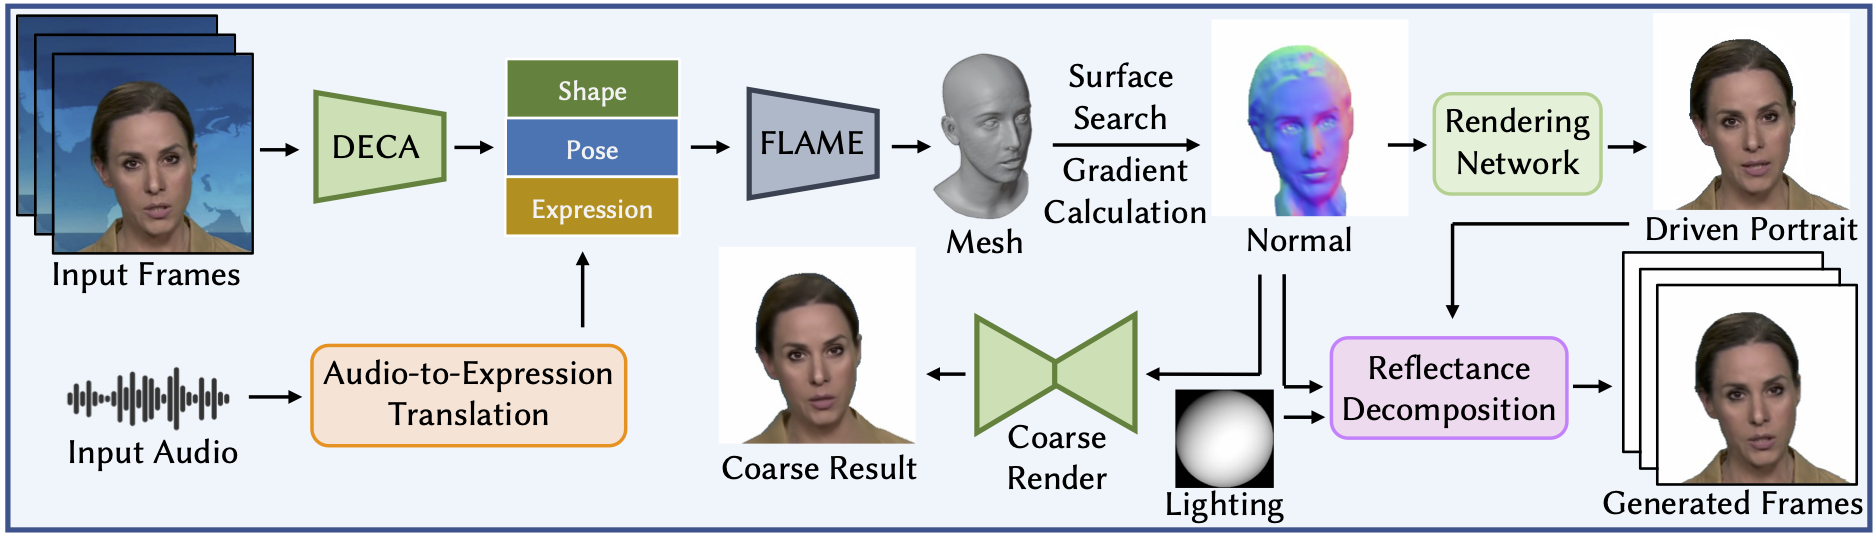 Input Frames
DECA
Shape
Pose
Expression
FLAME
Mesh
Surface
Search
Gradient
Calculation
Normal
Rendering
Network
Driven Portrait
Input Audio
Audio-to-Expression
Translation
Coarse Result
Coarse
Render
Lighting
Reflectance
Decomposition
Generated Frames